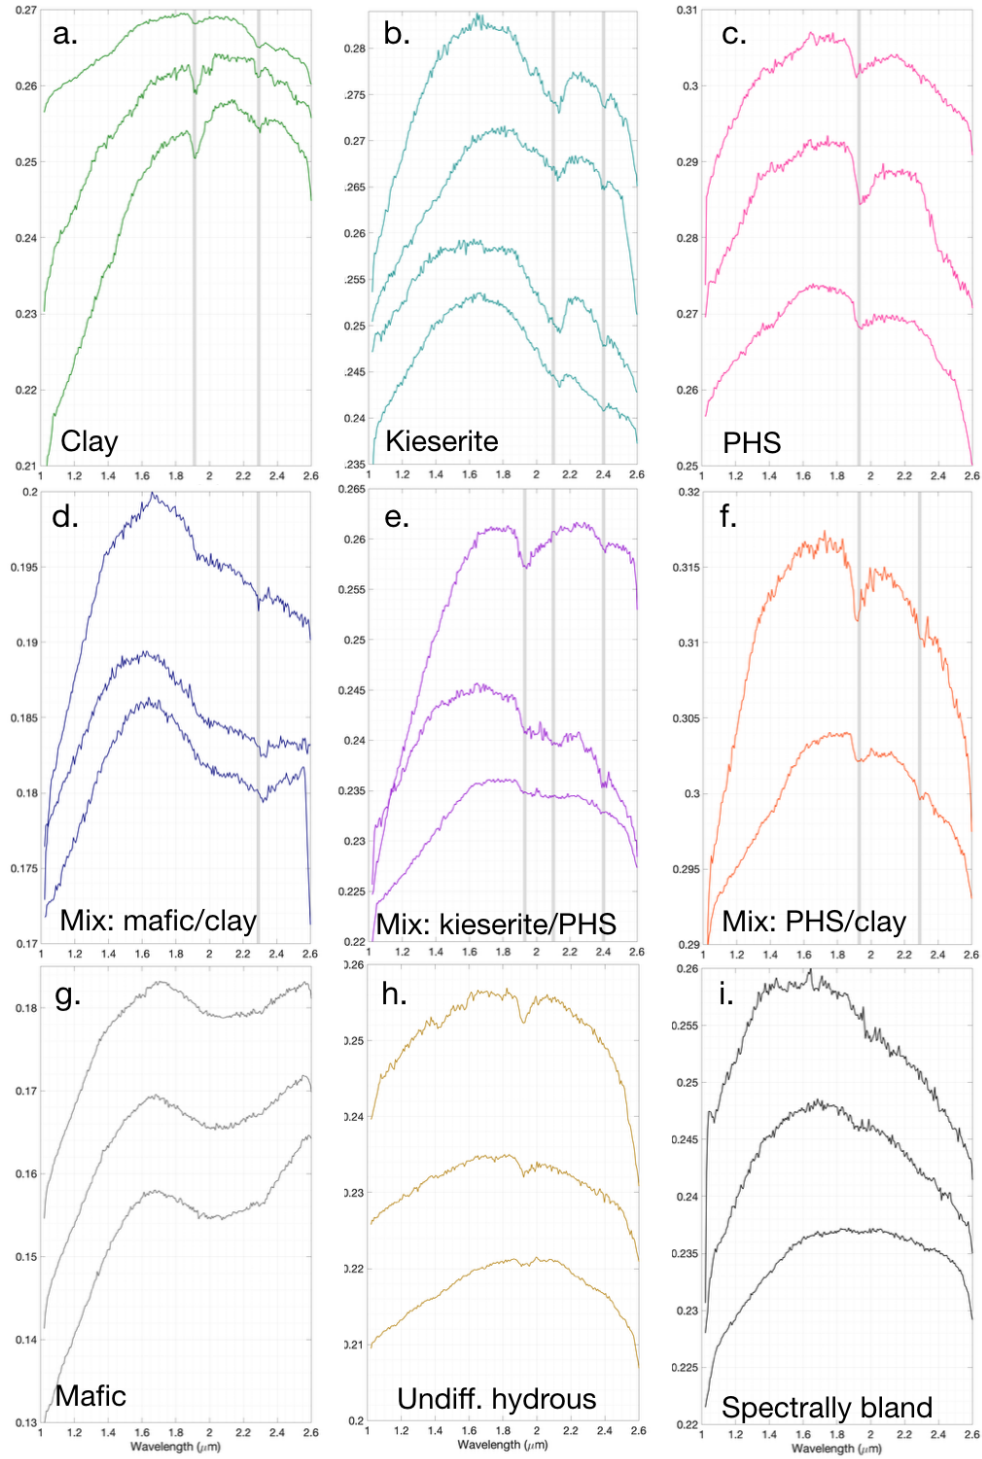 a.
0.27
0.26
0.25
0.24
0.23
0.22
0.21
Clay
1 1.2 1.4 1.6 1.8 2 2.2 2.4 2.6
b.
0.28
0.275
0.27
0.265
0.26
0.255
0.25
.245
0.24
.235
Kieserite
1 1.2 1.4 1.6 1.8 2 2.2 2.4 2.6
c.
0.31
0.3
0.29
0.28
0.27
0.26
0.25
PHS
1 1.2 1.4 1.6 1.8 2 2.2 2.4 2.6
d.
0.2
0.195
0.19
0.185
0.18
0.175
0.17
Mix: mafic/clay
1 1.2 1.4 1.6 1.8 2 2.2 2.4 2.6
e.
0.265
0.26
0.255
0.25
0.245
0.24
0.235
0.23
0.225
0.22
Mix: kieserite/PHS
1 1.2 1.4 1.6 1.8 2 2.2 2.4 2.6
f.
0.32
0.315
0.31
0.305
0.3
0.295
0.29
Mix: PHS/clay
1 1.2 1.4 1.6 1.8 2 2.2 2.4 2.6
g.
0.18
0.17
0.16
0.15
0.14
0.13
Mafic
1 1.2 1.4 1.6 1.8 2 2.2 2.4 2.6
Wavelength (μm)
h.
0.26
0.25
0.24
0.23
0.22
0.21
0.2
Undiff. hydrous
1 1.2 1.4 1.6 1.8 2 2.2 2.4 2.6
Wavelength (μm)
i.
0.26
0.255
0.25
0.245
0.24
0.235
0.23
0.225
0.22
Spectrally bland
1 1.2 1.4 1.6 1.8 2 2.2 2.4 2.6
Wavelength (μm)